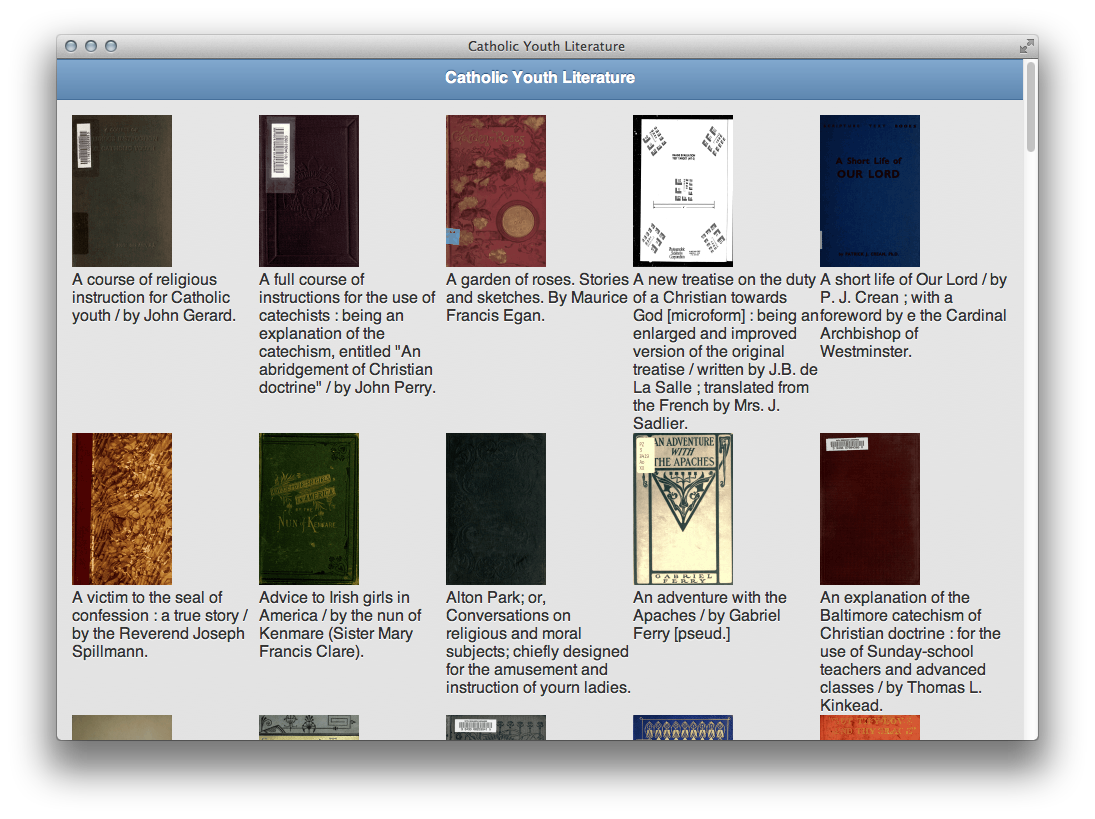 Catholic Youth Literature
Catholic Youth Literature
A course of religious
instruction for Catholic
youth / by John Gerard.
A full course of
instructions for the use of
catechists : being an
explanation of the
catechism, entitled "An
abridgement of Christian
doctrine" / by John Perry.
A garden of roses. Stories
and sketches. By Maurice
Francis Egan.
A new treatise on the duty
of a Christian towards
God [microform] : being an
enlarged and improved
version of the original
treatise / written by J.B. de
La Salle ; translated from
the French by Mrs. J.
Sadlier.
A Short Life of
OUR LORD
A short life of Our Lord / by
P. J. Crean ; with a
foreword by e the Cardinal
Archbishop of
Westminster.
A victim to the seal of
confession : a true story /
by the Reverend Joseph
Spillmann.
NUN OF KENMARE
Advice to Irish girls in
America / by the nun of
Kenmare (Sister Mary
Francis Clare).
Alton Park; or,
Conversations on
religious and moral
subjects; chiefly designed
for the amusement and
instruction of yourn ladies.
AN ADVENTURE
WITH
THE APACHES
GABRIEL
FERRY
An adventure with the
Apaches / by Gabriel
Ferry [pseud.]
An explanation of the
Baltimore catechism of
Christian doctrine : for the
use of Sunday-school
teachers and advanced
classes / by Thomas L.
Kinkead.